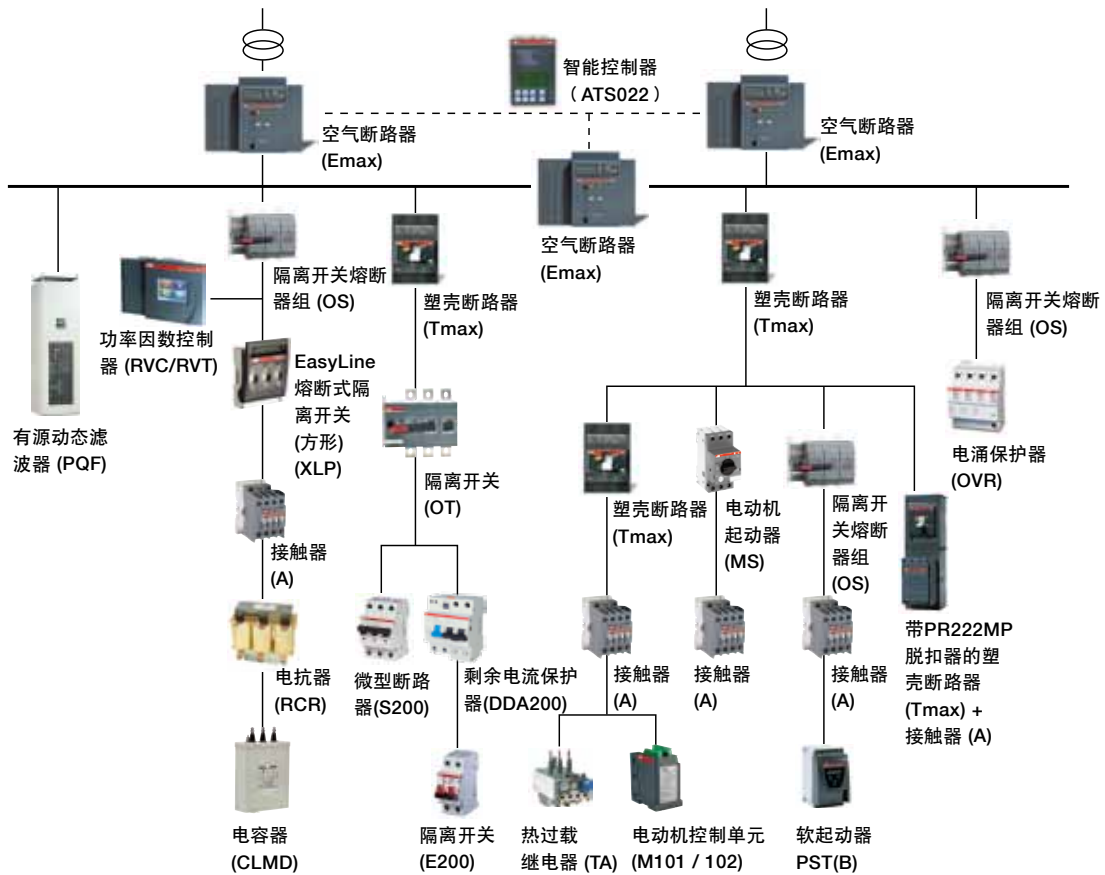 智能控制器
（ATS022 ）
空气断路器
(Emax)
空气断路器
(Emax)
空气断路器
(Emax)
隔离开关熔断
器组 (OS)
塑壳断路器
(Tmax)
塑壳断路器
(Tmax)
隔离开关熔断
器组 (OS)
功率因数控制
器 (RVC/RVT)
EasyLine
熔断式隔
离开关
(方形)
(XLP)
有源动态滤
波器 (PQF)
隔离开关
(OT)
电涌保护器
(OVR)
塑壳断路器
(Tmax)
电动机
起动器
(MS)
隔离开
关熔断
器组
(OS)
接触器
(A)
带PR222MP
脱扣器的塑
壳断路器
(Tmax) +
接触器 (A)
电抗器
(RCR)
微型断路
器(S200)
剩余电流保护
器(DDA200)
接触器
(A)
接触器
(A)
接触器
(A)
电容器
(CLMD)
隔离开关
(E200)
热过载
继电器 (TA)
电动机控制单元
(M101 / 102)
软起动器
PST(B)